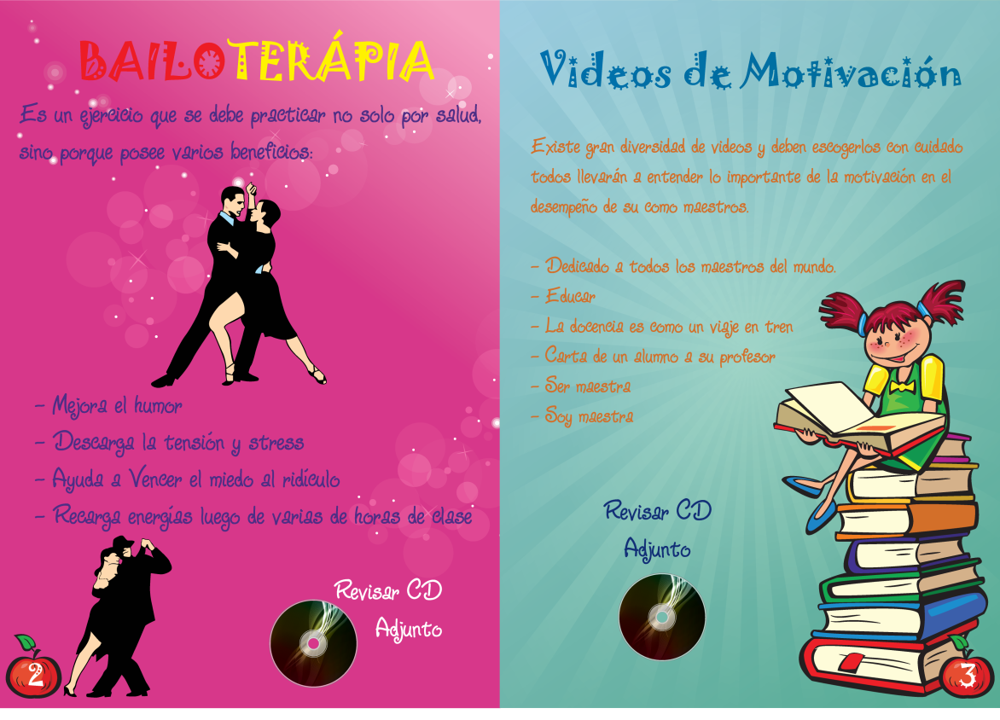 BAILOTERÁPIA
Es un ejercicio que se debe practicar no solo por salud,
sino porque posee varios beneficios:
- Mejora el humor
- Descarga la tensión y stress
- Ayuda a Vencer el miedo al ridículo
- Recarga energías luego de varias de horas de clase
Revisar CD
Adjunto
2
Videos de Motivación
Existe gran diversidad de videos y deben escogerlos con cuidado
todos llevarán a entender lo importante de la motivación en el
desempeño de su como maestros.
- Dedicado a todos los maestros del mundo.
- Educar
- La docencia es como un viaje en tren
- Carta de un alumno a su profesor
- Ser maestra
- Soy maestra
Revisar CD
Adjunto
3